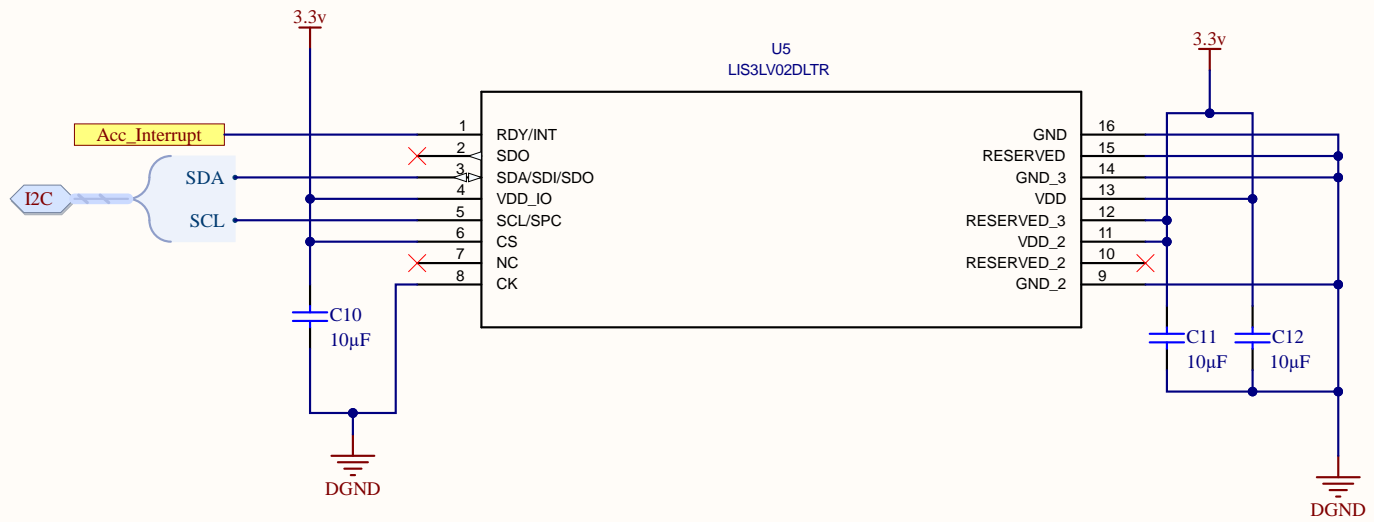 3.3v
U5
LIS3LV02DLTR
3.3v
Acc_Interrupt
1 RDY/INT
2 SDO
I2C
SDA
3 SDA/SDI/SDO
4 VDD_IO
SCL
5 SCL/SPC
6 CS
7 NC
8 CK
GND 16
RESERVED 15
GND_3 14
VDD 13
RESERVED_3 12
VDD_2 11
RESERVED_2 10
GND_2 9
C10
10µF
C11
10µF
C12
10µF
DGND
DGND